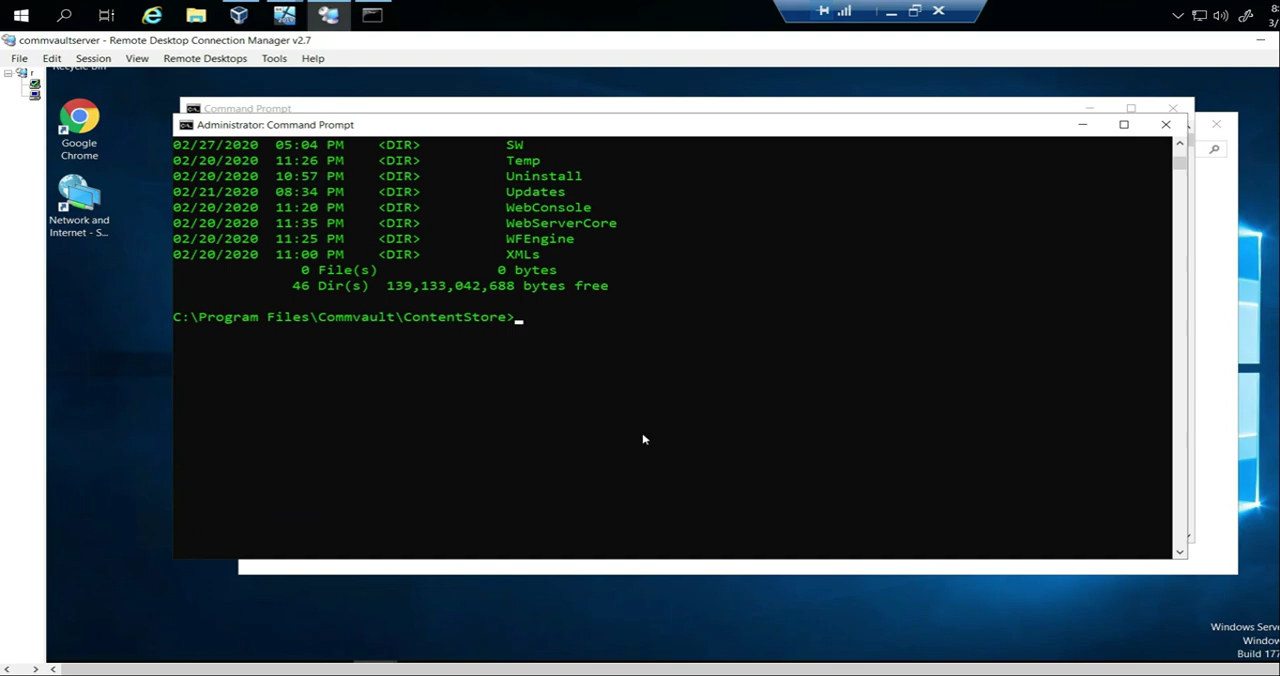 8:
3/
commvaultserver - Remote Desktop Connection Manager v2.7
File Edit Session View Remote Desktops Tools Help
r
Recycle Bin
Google
Chrome
Network and
Internet - S...
Command Prompt
Administrator: Command Prompt
02/27/2020 05:04 PM <DIR> SW
02/20/2020 11:26 PM <DIR> Temp
02/20/2020 10:57 PM <DIR> Uninstall
02/21/2020 08:34 PM <DIR> Updates
02/20/2020 11:20 PM <DIR> WebConsole
02/20/2020 11:35 PM <DIR> WebServerCore
02/20/2020 11:25 PM <DIR> WFEngine
02/20/2020 11:00 PM <DIR> XMLs
0 File(s) 0 bytes
46 Dir(s) 139,133,042,688 bytes free
C:\Program Files\Commvault\ContentStore>
Windows Serve
Window
Build 177